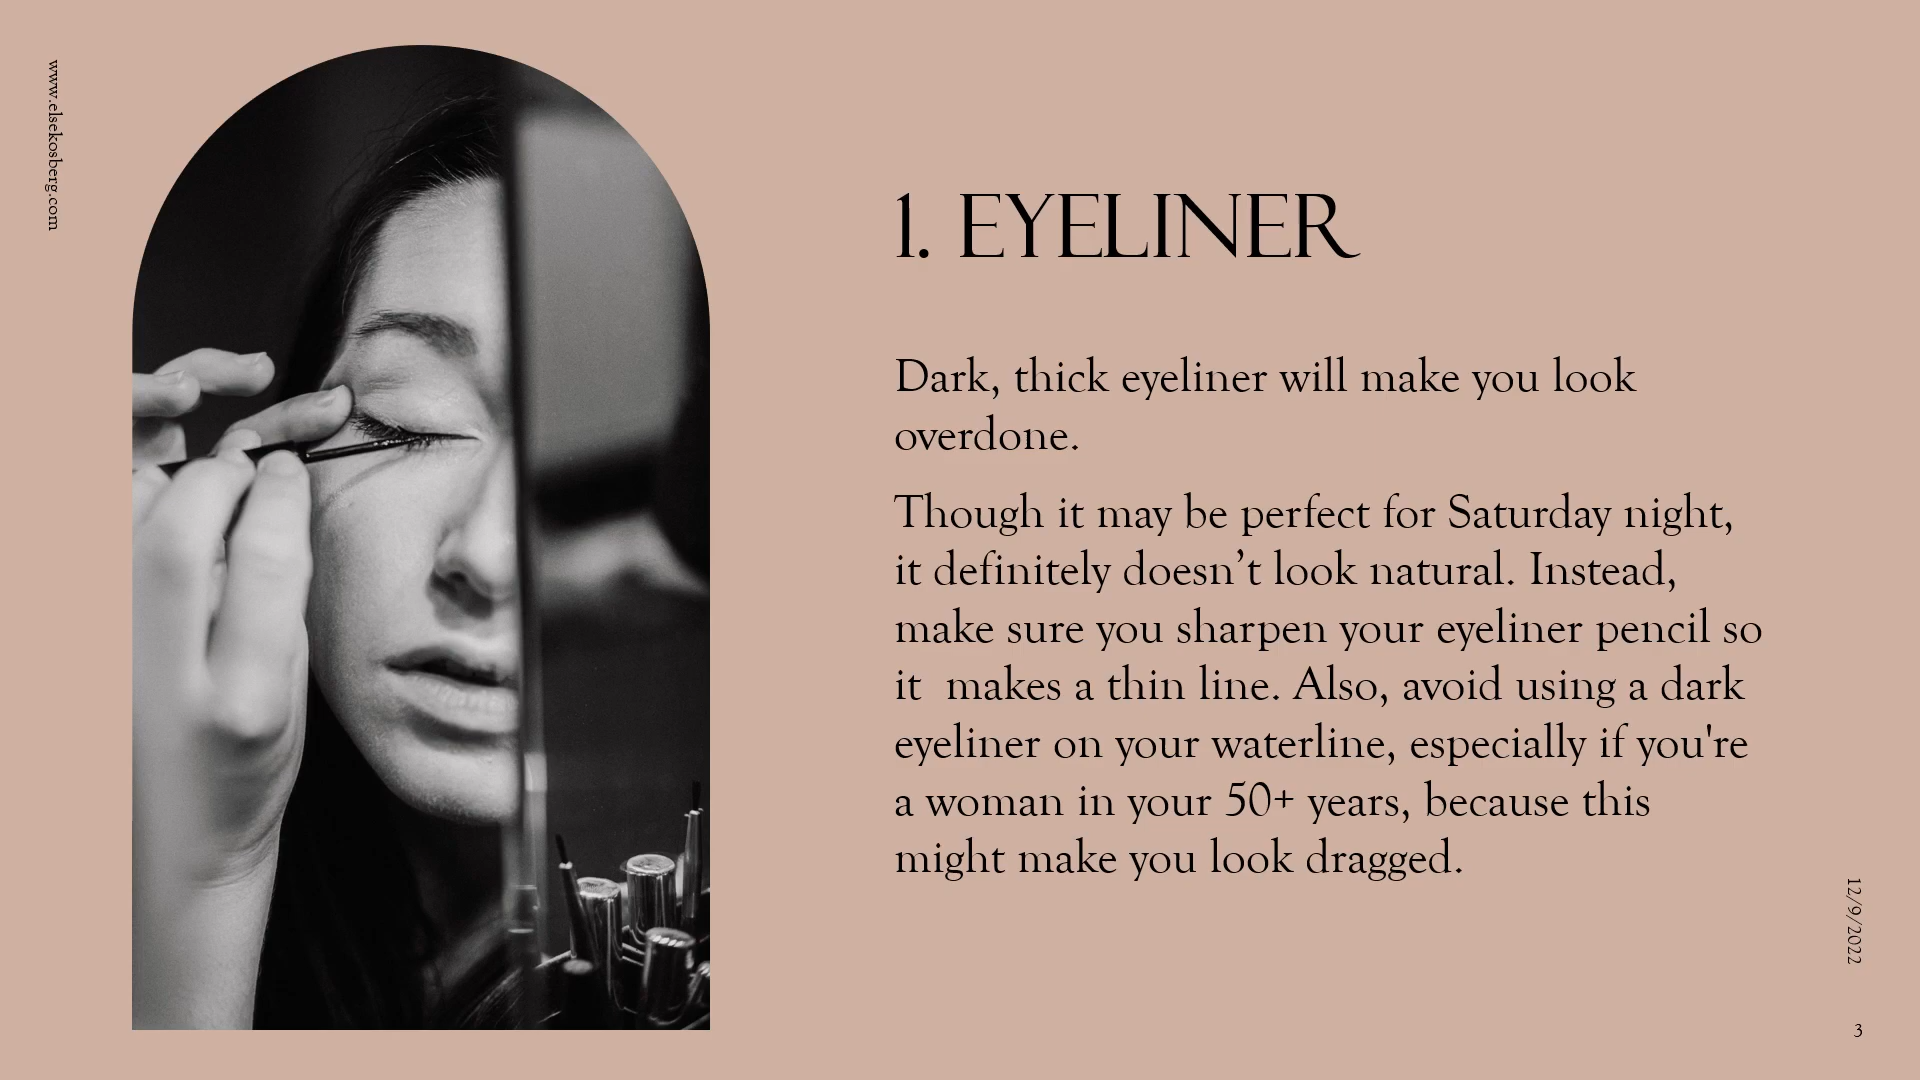 www.elsekosberg.com
1. EYELINER
Dark, thick eyeliner will make you look
overdone.
Though it may be perfect for Saturday night,
it definitely doesn’t look natural. Instead,
make sure you sharpen your eyeliner pencil so
it  makes a thin line. Also, avoid using a dark
eyeliner on your waterline, especially if you're
a woman in your 50+ years, because this
might make you look dragged.
12/9/2022
3